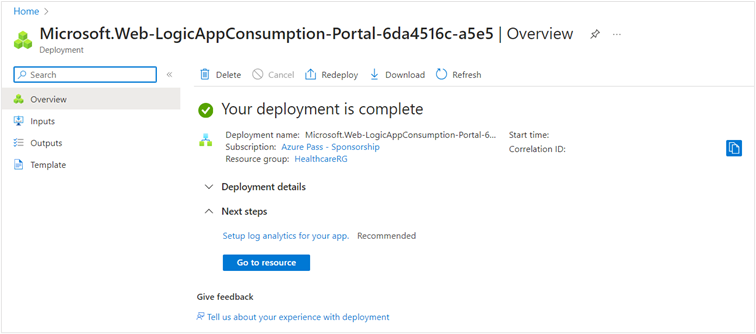 Home >
Microsoft.Web-LogicAppConsumption-Portal-6da4516c-a5e5 | Overview
Deployment
Search
Delete
Cancel
Redeploy
Download
Refresh
Overview
Inputs
Outputs
Template
Your deployment is complete
Deployment name: Microsoft.Web-LogicAppConsumption-Portal-6...
Subscription: Azure Pass - Sponsorship
Resource group: HealthcareRG
Start time:
Correlation ID:
Deployment details
Next steps
Setup log analytics for your app. Recommended
Go to resource
Give feedback
Tell us about your experience with deployment